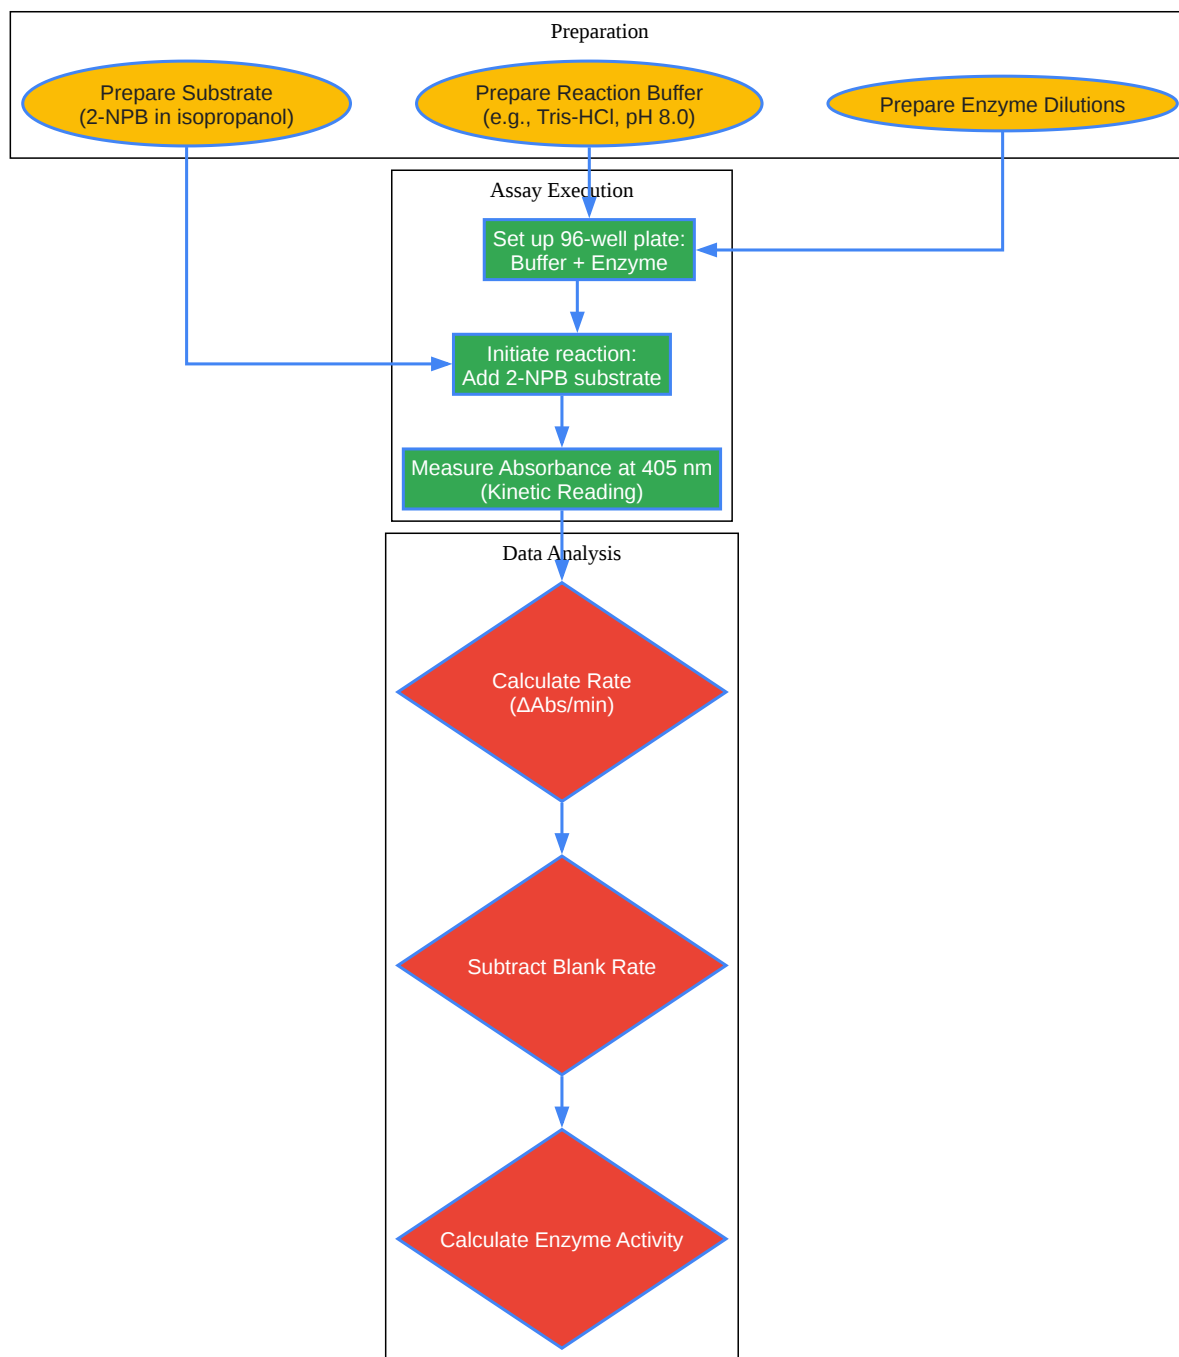 Preparation
Prepare Substrate
(2-NPB in isopropanol)
Prepare Reaction Buffer
(e.g., Tris-HCl, pH 8.0)
Prepare Enzyme Dilutions
Assay Execution
Set up 96-well plate:
Buffer + Enzyme
Initiate reaction:
Add 2-NPB substrate
Measure Absorbance at 405 nm
(Kinetic Reading)
Data Analysis
Calculate Rate
(ΔAbs/min)
Subtract Blank Rate
Calculate Enzyme Activity